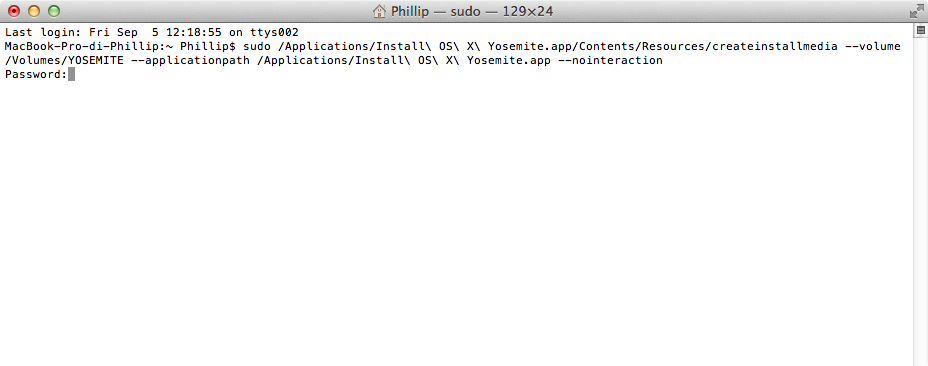 Phillip — sudo — 129×24
Last login: Fri Sep  5 12:18:55 on ttys002
MacBook-Pro-di-Phillip:~ Phillip$ sudo /Applications/Install\ OS\ X\ Yosemite.app/Contents/Resources/createinstallmedia --volume
/Volumes/YOSEMITE --applicationpath /Applications/Install\ OS\ X\ Yosemite.app --nointeraction
Password: